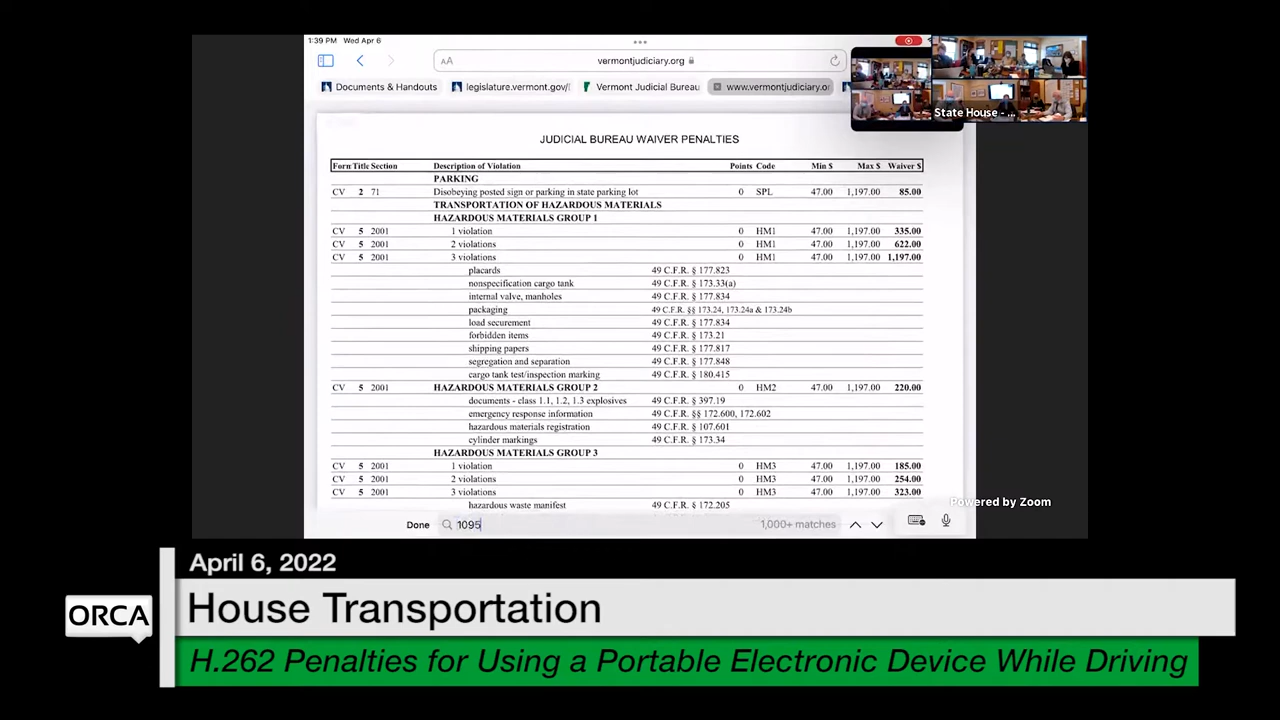 1:39 PM Wed Apr 6
AA vermontjudiciary.org
Documents & Handouts legislature.vermont.gov/ Vermont Judicial Bureau www.vermontjudiciary.or
State House - ...
JUDICIAL BUREAU WAIVER PENALTIES
Form Title Section Description of Violation Points Code Min $ Max $ Waiver $
PARKING
CV 2 71 Disobeying posted sign or parking in state parking lot 0 SPL 47.00 1,197.00 85.00
TRANSPORTATION OF HAZARDOUS MATERIALS
HAZARDOUS MATERIALS GROUP 1
CV 5 2001 1 violation 0 HM1 47.00 1,197.00 335.00
CV 5 2001 2 violations 0 HM1 47.00 1,197.00 622.00
CV 5 2001 3 violations 0 HM1 47.00 1,197.00 1,197.00
placards 49 C.F.R. § 177.823
nonspecification cargo tank 49 C.F.R. § 173.33(a)
internal valve, manholes 49 C.F.R. § 177.834
packaging 49 C.F.R. §§ 173.24, 173.24a & 173.24b
load securement 49 C.F.R. § 177.834
forbidden items 49 C.F.R. § 173.21
shipping papers 49 C.F.R. § 177.817
segregation and separation 49 C.F.R. § 177.848
cargo tank test/inspection marking 49 C.F.R. § 180.415
CV 5 2001 HAZARDOUS MATERIALS GROUP 2 0 HM2 47.00 1,197.00 220.00
documents - class 1.1, 1.2, 1.3 explosives 49 C.F.R. § 397.19
emergency response information 49 C.F.R. §§ 172.600, 172.602
hazardous materials registration 49 C.F.R. § 107.601
cylinder markings 49 C.F.R. § 173.34
HAZARDOUS MATERIALS GROUP 3
CV 5 2001 1 violation 0 HM3 47.00 1,197.00 185.00
CV 5 2001 2 violations 0 HM3 47.00 1,197.00 254.00
CV 5 2001 3 violations 0 HM3 47.00 1,197.00 323.00
hazardous waste manifest 49 C.F.R. § 172.205
Powered by Zoom
Done 1095 1,000+ matches
April 6, 2022
ORCA
House Transportation
H.262 Penalties for Using a Portable Electronic Device While Driving